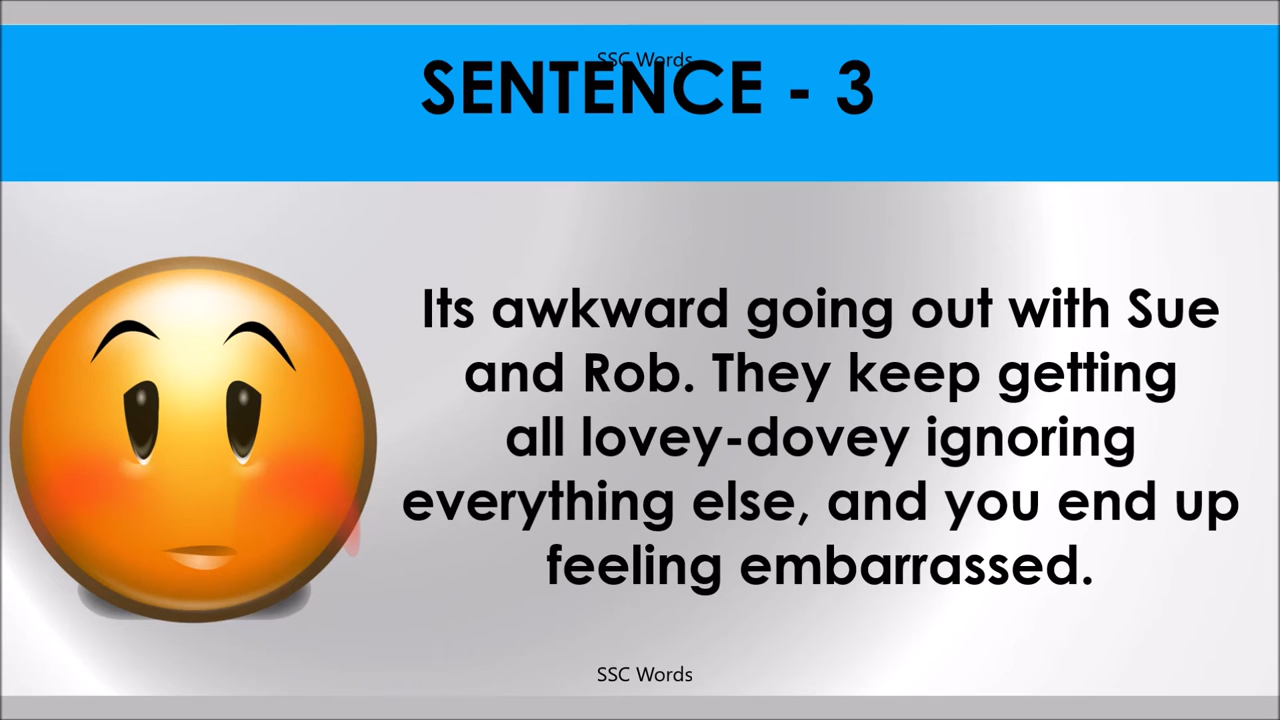 SSC Words
SENTENCE - 3
Its awkward going out with Sue
and Rob. They keep getting
all lovey-dovey ignoring
everything else, and you end up
feeling embarrassed.
SSC Words